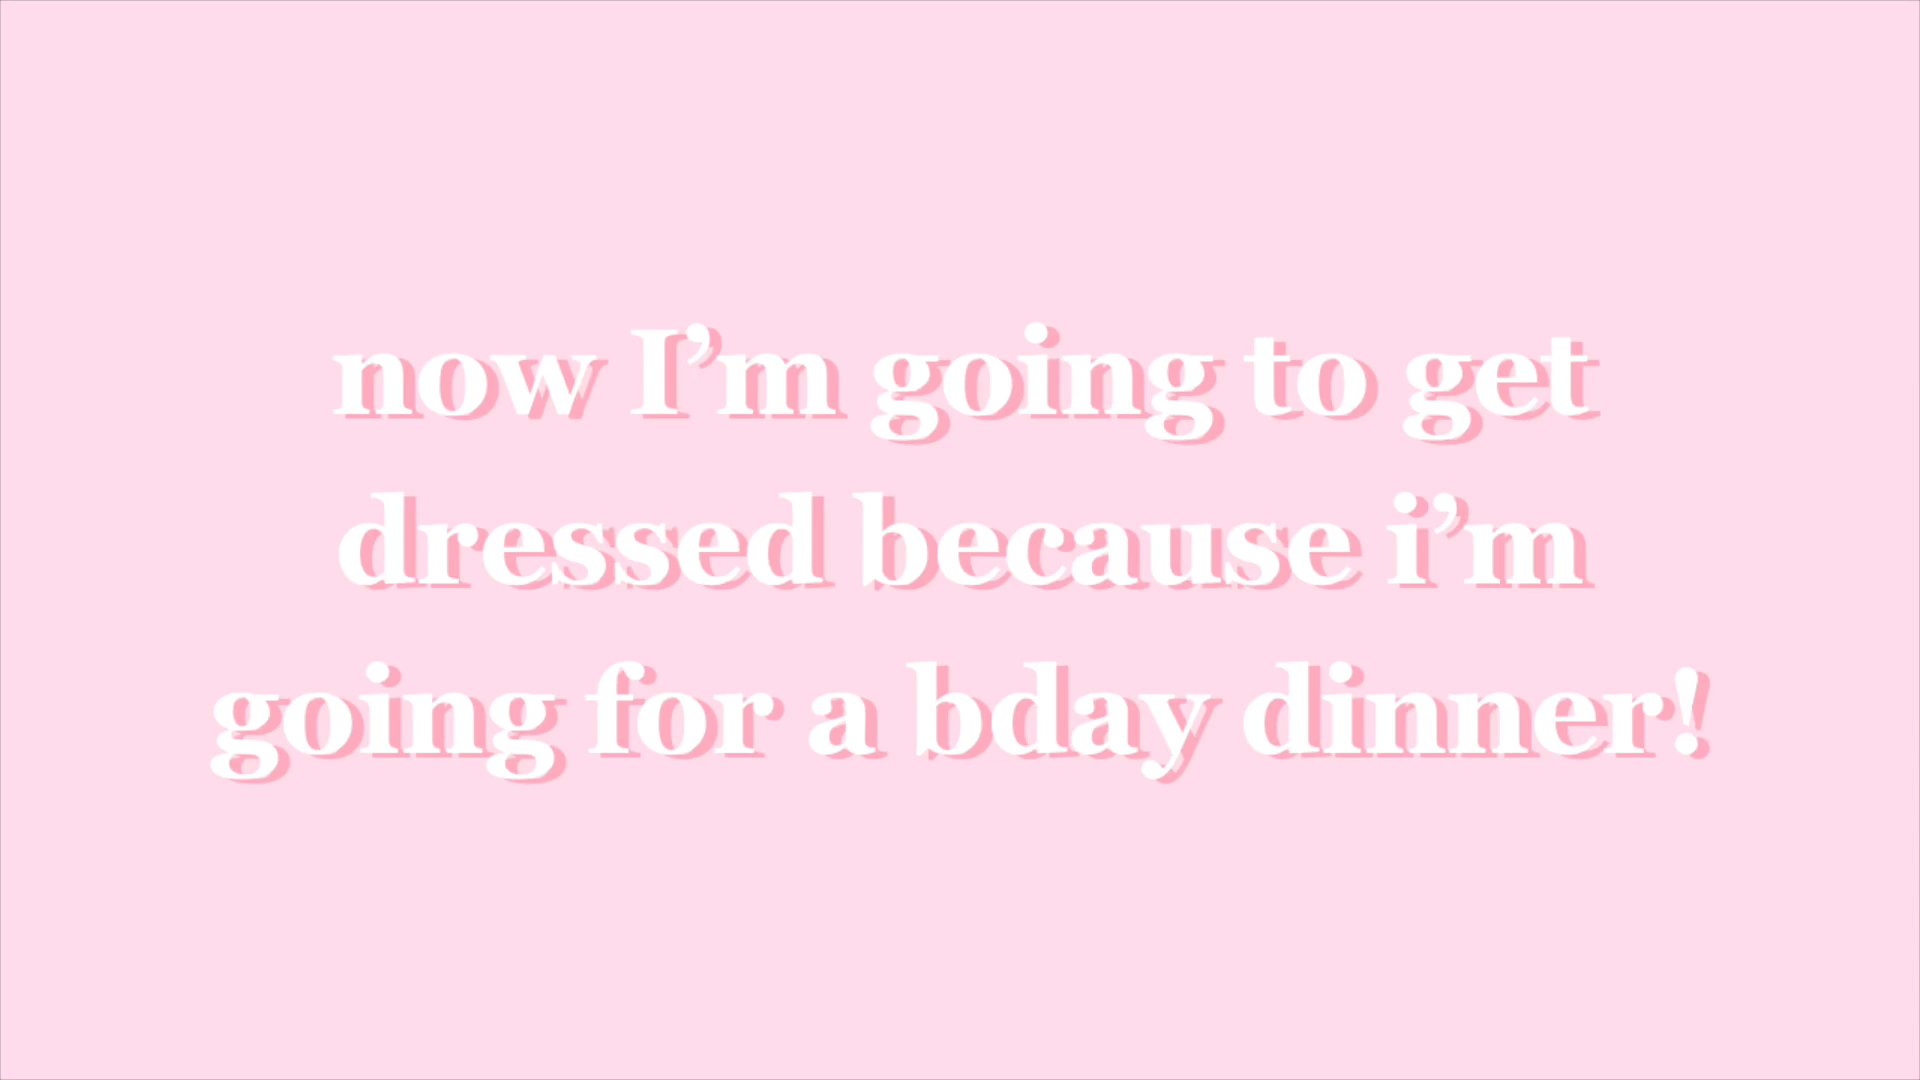 now I’m going to get
dressed because i’m
going for a bday dinner!